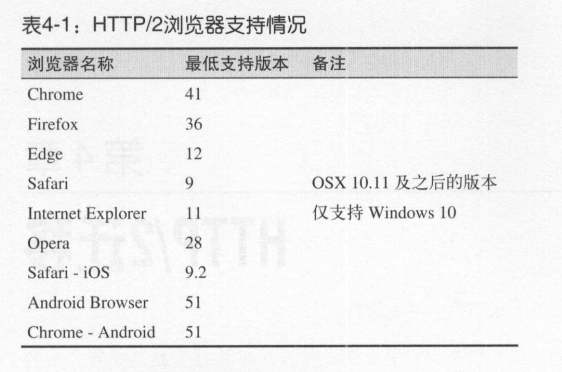 表4-1：HTTP/2浏览器支持情况
浏览器名称 最低支持版本 备注
Chrome 41
Firefox 36
Edge 12
Safari 9 OSX 10.11 及之后的版本
Internet Explorer 11 仅支持 Windows 10
Opera 28
Safari - iOS 9.2
Android Browser 51
Chrome - Android 51